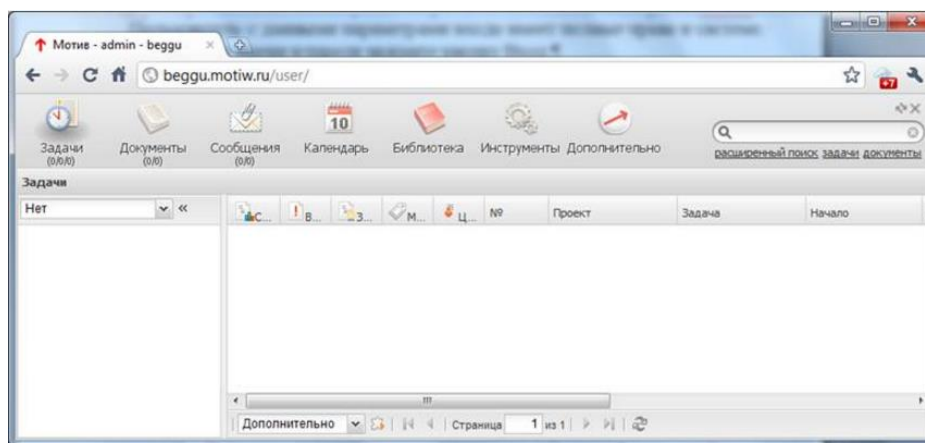 Мотив - admin - beggu
beggu.motiw.ru/user/
+7
Задачи Документы Сообщения Календарь Библиотека Инструменты Дополнительно
(0/0/0) (0/0) (0/0)
10
расширенный поиск задачи документы
Задачи
Нет «
С... В... З... М... Ц... № Проект Задача Начало
Дополнительно Страница 1 из 1